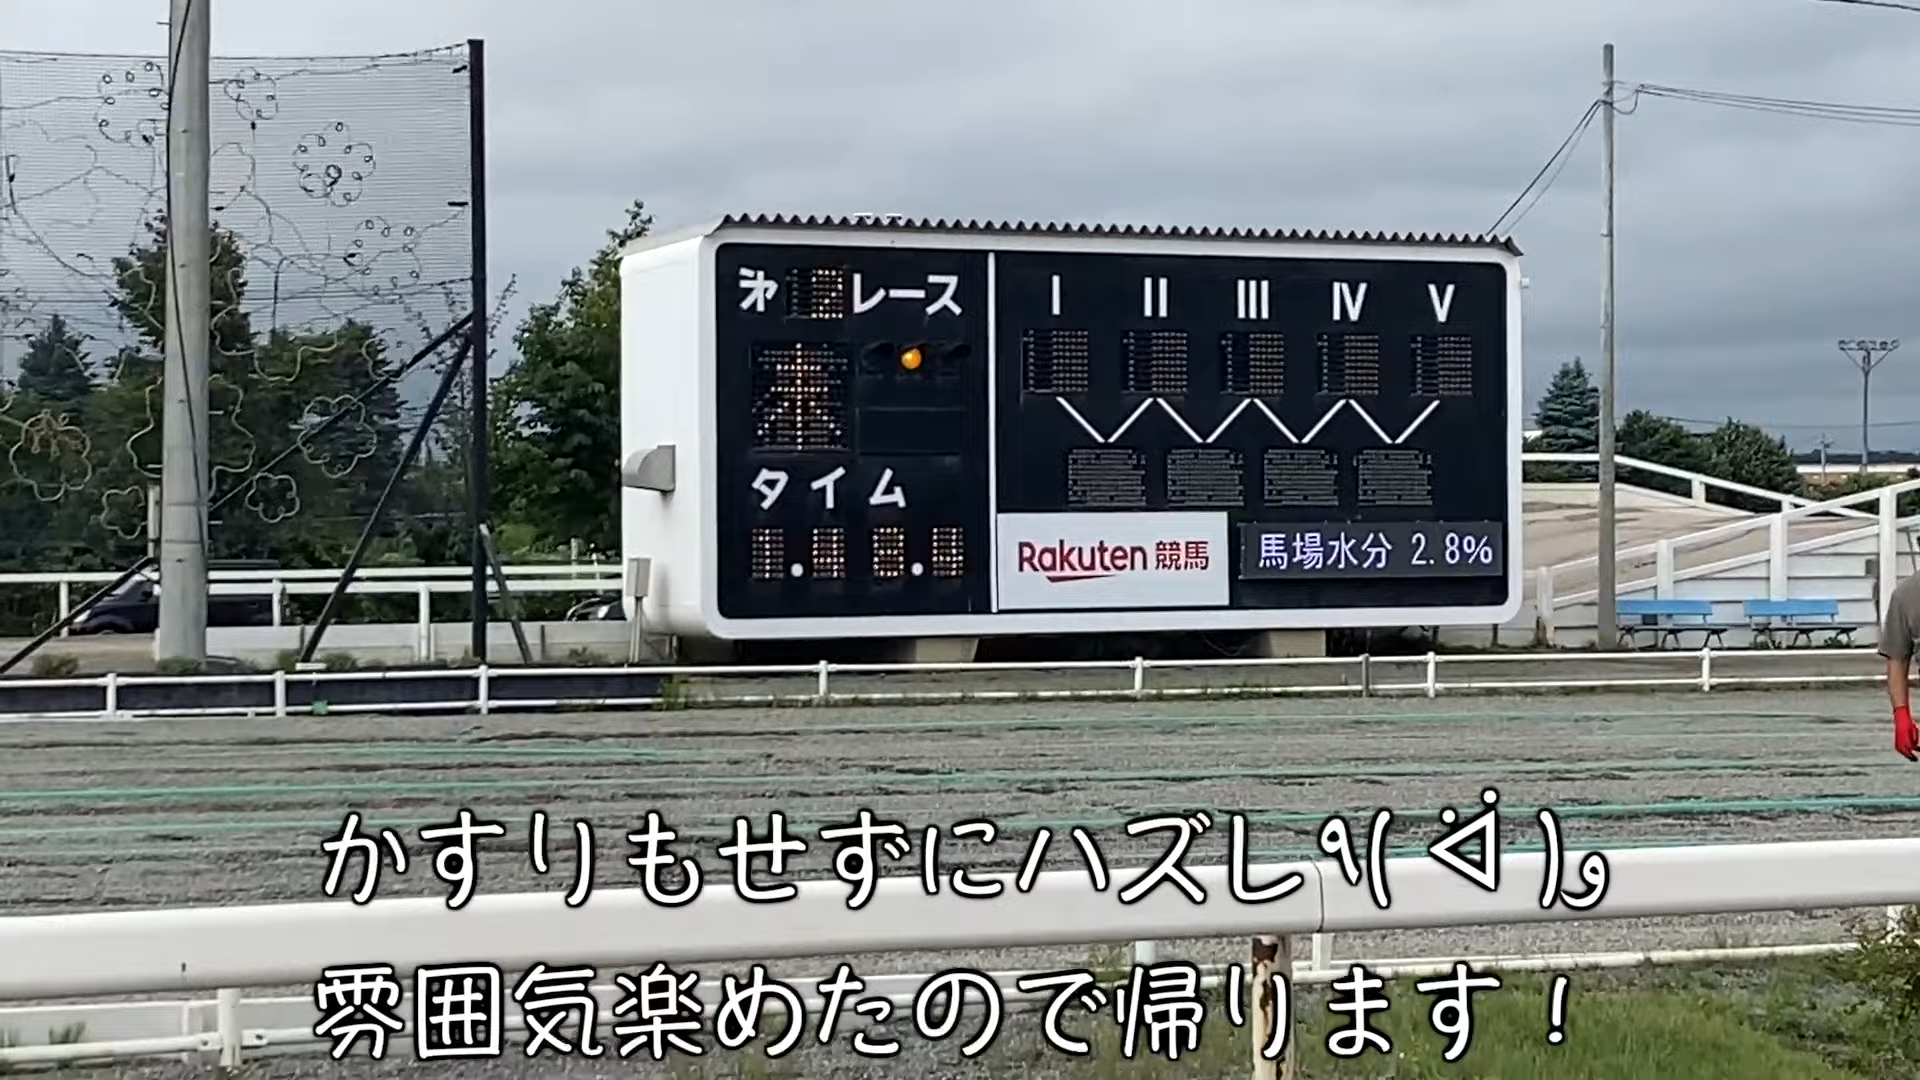 㐧 レース
I II III IV V
タイム
Rakuten 競馬
馬場水分 2.8%
かすりもせずにハズレ٩( ᐛ )و
雰囲気楽めたので帰ります！